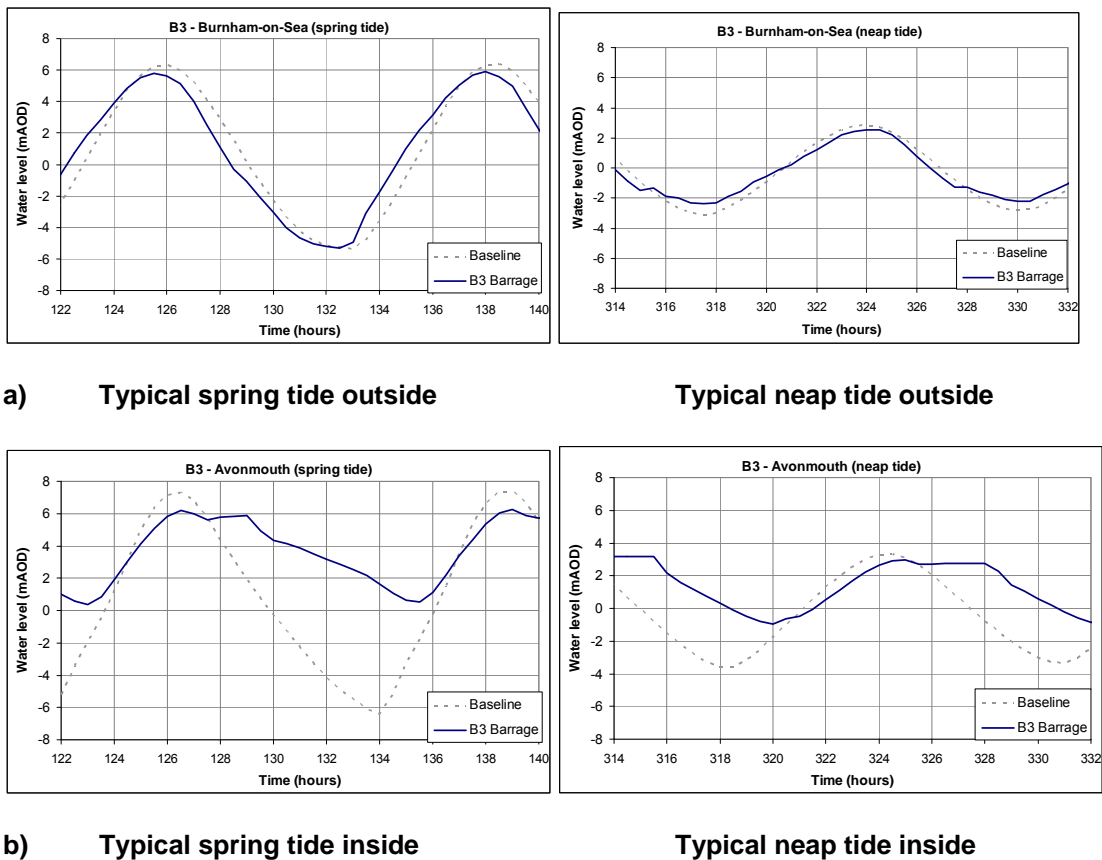 B3 - Burnham-on-Sea (spring tide)
8
6
4
2
0
-2
-4
-6
-8
122 124 126 128 130 132 134 136 138 140
Time (hours)
Water level (mAOD)
Baseline
B3 Barrage
B3 - Burnham-on-Sea (neap tide)
8
6
4
2
0
-2
-4
-6
-8
314 316 318 320 322 324 326 328 330 332
Time (hours)
Water level (mAOD)
Baseline
B3 Barrage
a) Typical spring tide outside Typical neap tide outside
B3 - Avonmouth (spring tide)
8
6
4
2
0
-2
-4
-6
-8
122 124 126 128 130 132 134 136 138 140
Time (hours)
Water level (mAOD)
Baseline
B3 Barrage
B3 - Avonmouth (neap tide)
8
6
4
2
0
-2
-4
-6
-8
314 316 318 320 322 324 326 328 330 332
Time (hours)
Water level (mAOD)
Baseline
B3 Barrage
b) Typical spring tide inside Typical neap tide inside